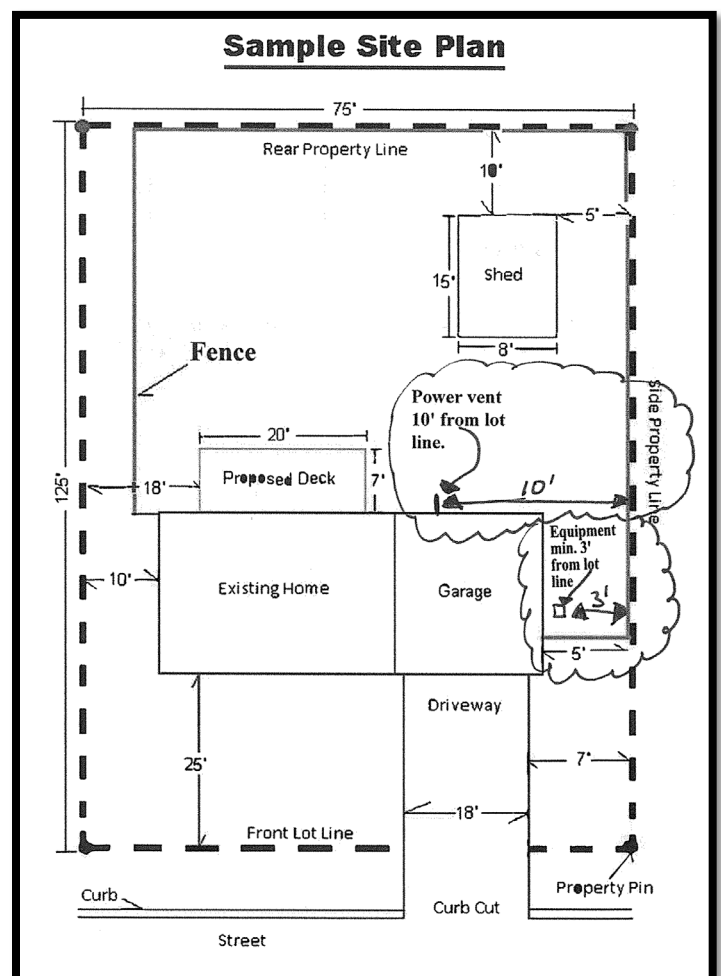 Sample Site Plan
75'
Rear Property Line
10'
5'
15'
Shed
8'
Fence
Power vent
10' from lot
line.
Side Property Line
20'
Proposed Deck
7'
18'
125'
10'
Equipment
min. 3'
from lot
line
3'
10'
Existing Home
Garage
5'
Driveway
25'
7'
18'
Front Lot Line
Property Pin
Curb
Curb Cut
Street